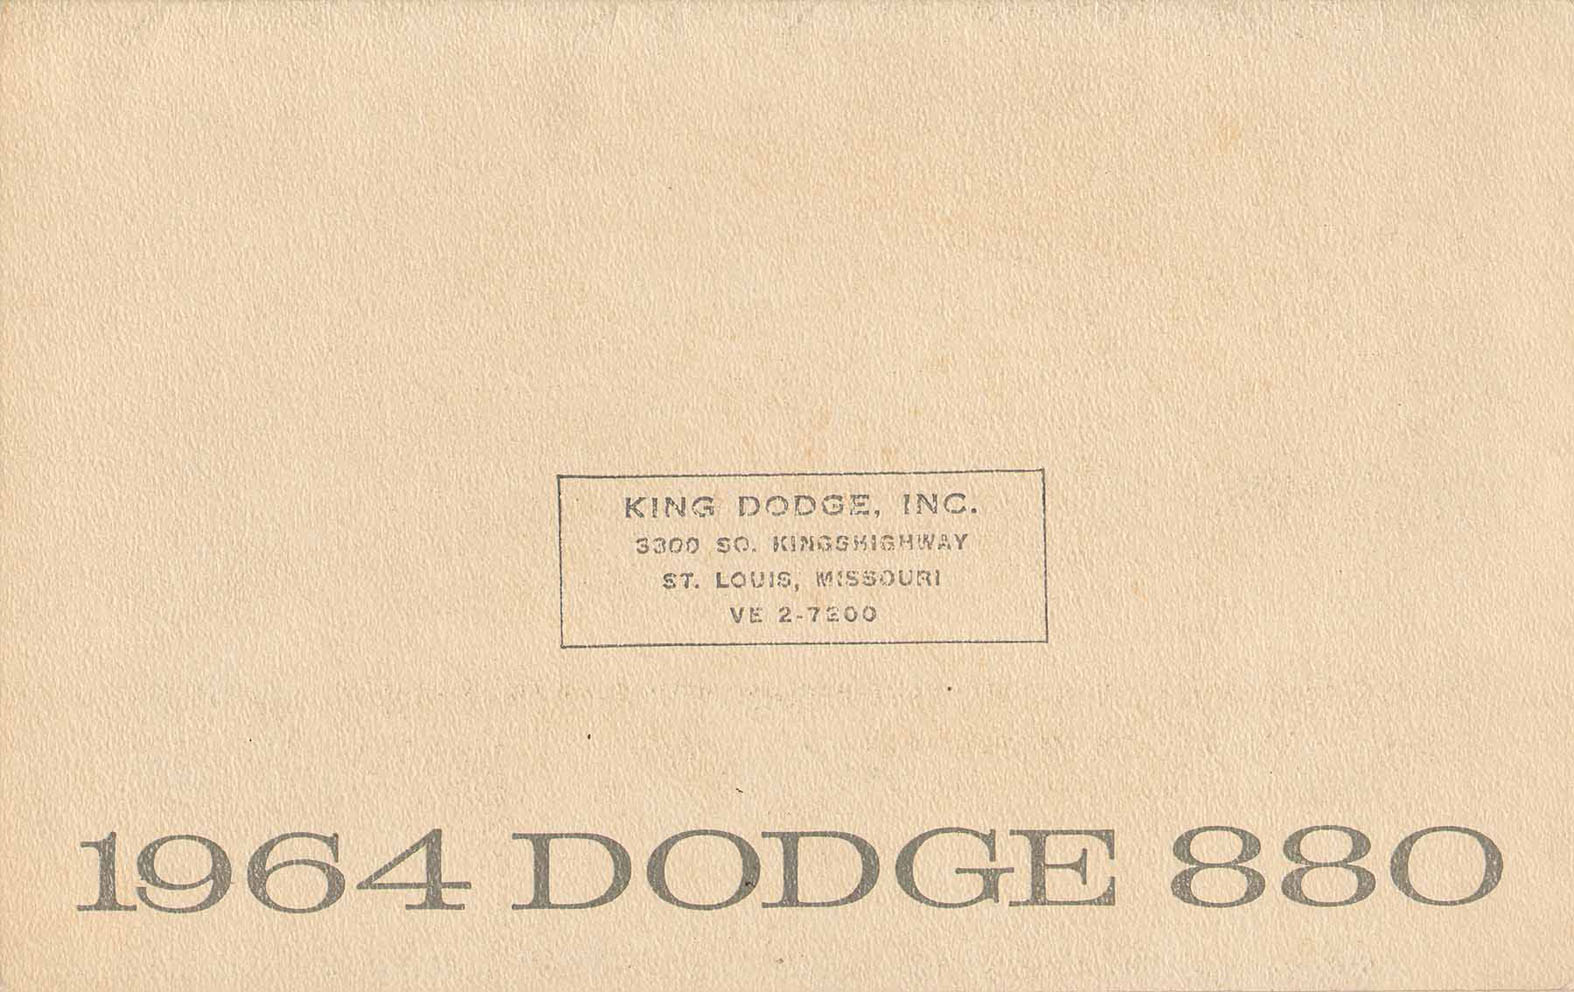 KING DODGE, INC.
3300 SO. KINGSHIGHWAY
ST. LOUIS, MISSOURI
VE 2-7200
1964 DODGE 880